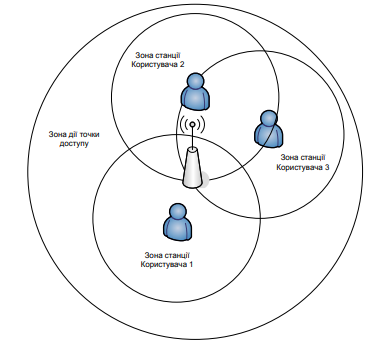 Зона станції
Користувача 2
Зона дії точки
доступу
Зона станції
Користувача 3
Зона станції
Користувача 1